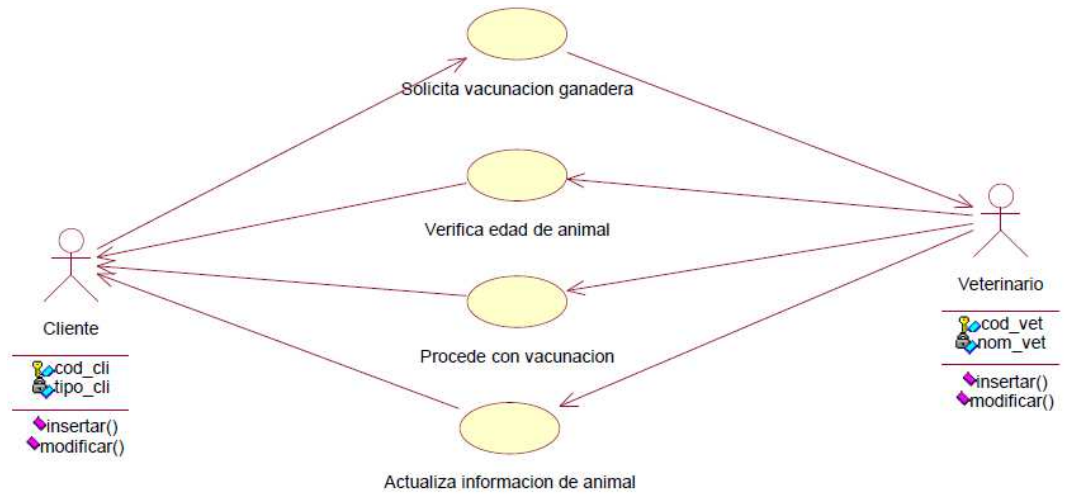 Solicita vacunacion ganadera
Verifica edad de animal
Procede con vacunacion
Actualiza informacion de animal
Cliente
cod_cli
tipo_cli
insertar()
modificar()
Veterinario
cod_vet
nom_vet
insertar()
modificar()